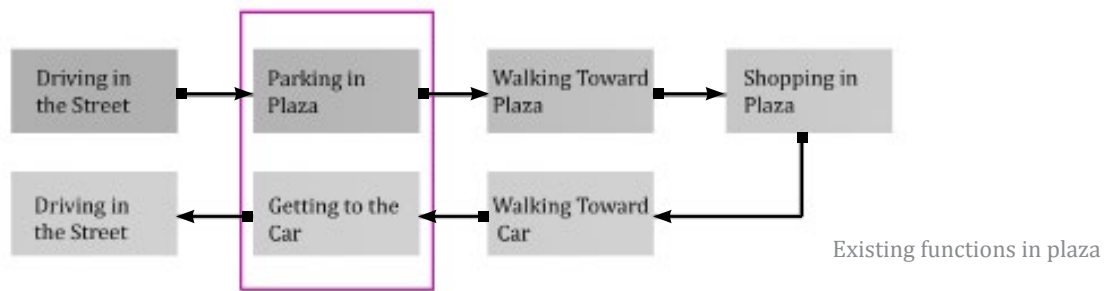 Driving in
the Street
Parking in
Plaza
Walking Toward
Plaza
Shopping in
Plaza
Driving in
the Street
Getting to the
Car
Walking Toward
Car
Existing functions in plaza